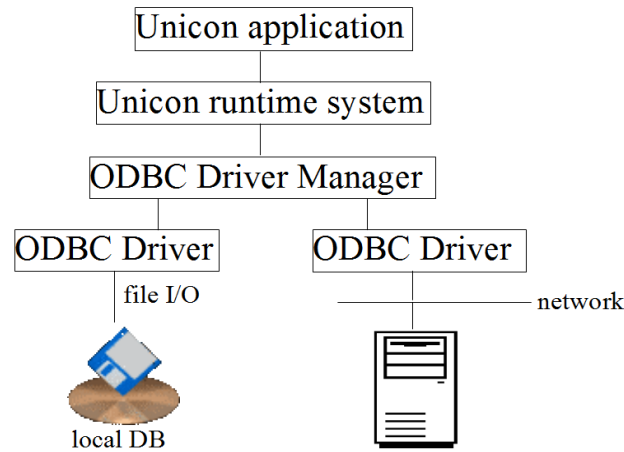 Unicon application
Unicon runtime system
ODBC Driver Manager
ODBC Driver
ODBC Driver
file I/O
network
local DB